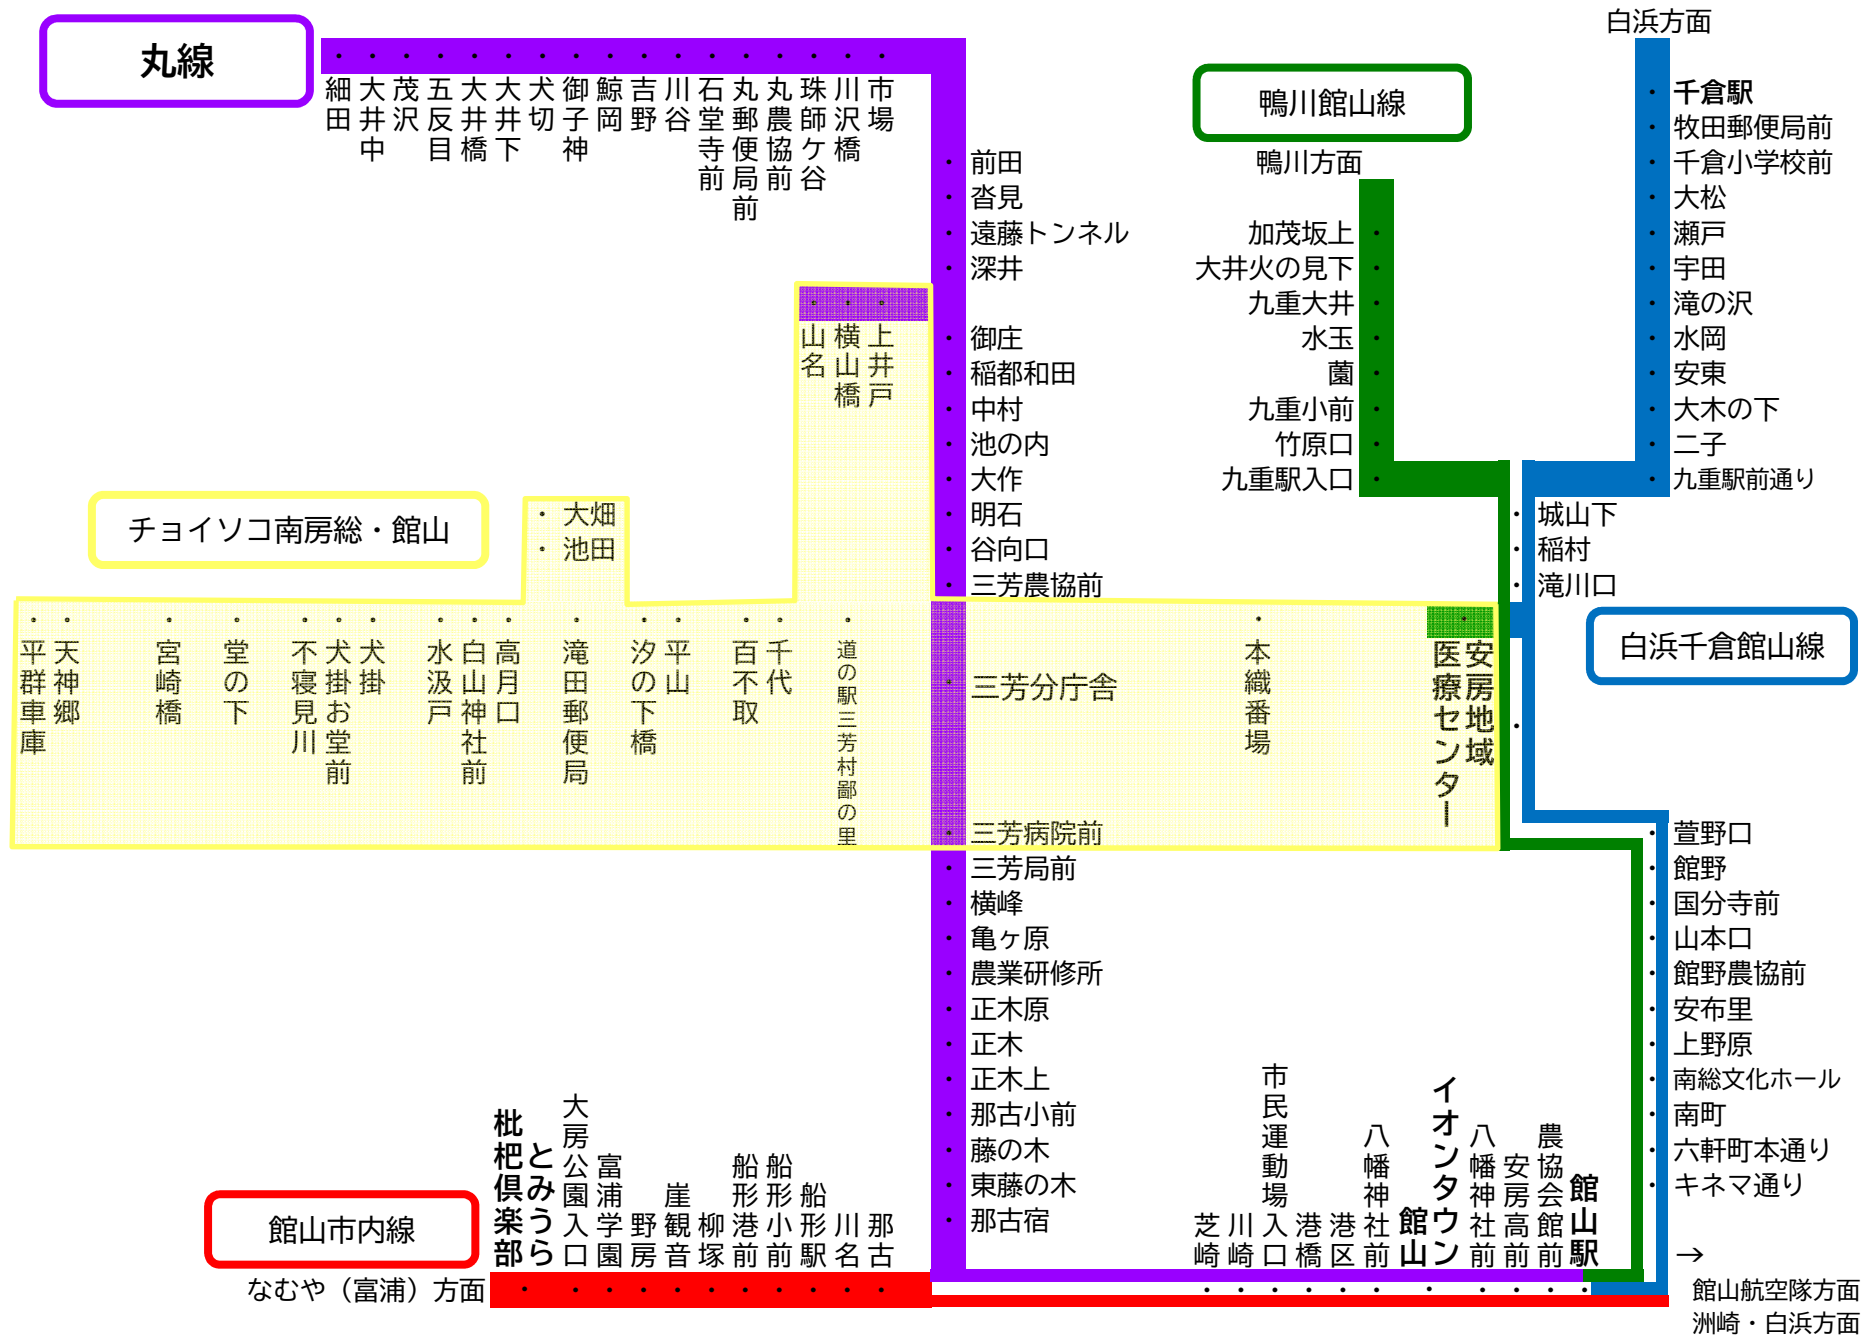 白浜方面
丸線
鴨川館山線
細田
大井中
茂沢
五反目
大井橋
大井下
犬切
御子神
鯨岡
吉野
川谷
石堂寺前
丸郵便局前
丸農協前
珠師ケ谷
川沢橋
市場
前田
沓見
遠藤トンネル
深井
御庄
稲都和田
中村
池の内
大作
明石
谷向口
三芳農協前
山名
横山橋
上井戸
鴨川方面
加茂坂上
大井火の見下
九重大井
水玉
薗
九重小前
竹原口
九重駅入口
千倉駅
牧田郵便局前
千倉小学校前
大松
瀬戸
宇田
滝の沢
水岡
安東
大木の下
二子
九重駅前通り
城山下
稲村
滝川口
チョイソコ南房総・館山
大畑
池田
白浜千倉館山線
平群車庫
天神郷
宮崎橋
堂の下
不寝見川
犬掛お堂前
犬掛
水汲戸
白山神社前
高月口
滝田郵便局
汐の下橋
平山
百不取
千代
道の駅三芳村鄙の里
三芳分庁舎
本織番場
安房地域
医療センター
三芳病院前
三芳局前
横峰
亀ヶ原
農業研修所
正木原
正木
正木上
那古小前
藤の木
東藤の木
那古宿
萱野口
館野
国分寺前
山本口
館野農協前
安布里
上野原
南総文化ホール
南町
六軒町本通り
キネマ通り
館山市内線
なむや（富浦）方面
とみうら
枇杷倶楽部
大房公園入口
富浦学園
野房
崖観音
柳塚
船形港前
船形小前
船形駅
川名
那古
芝崎
川崎
市民運動場入口
港橋
港区
八幡神社前
イオンタウン
館山
八幡神社前
安房高前
農協会館前
館山駅
→
館山航空隊方面
洲崎・白浜方面